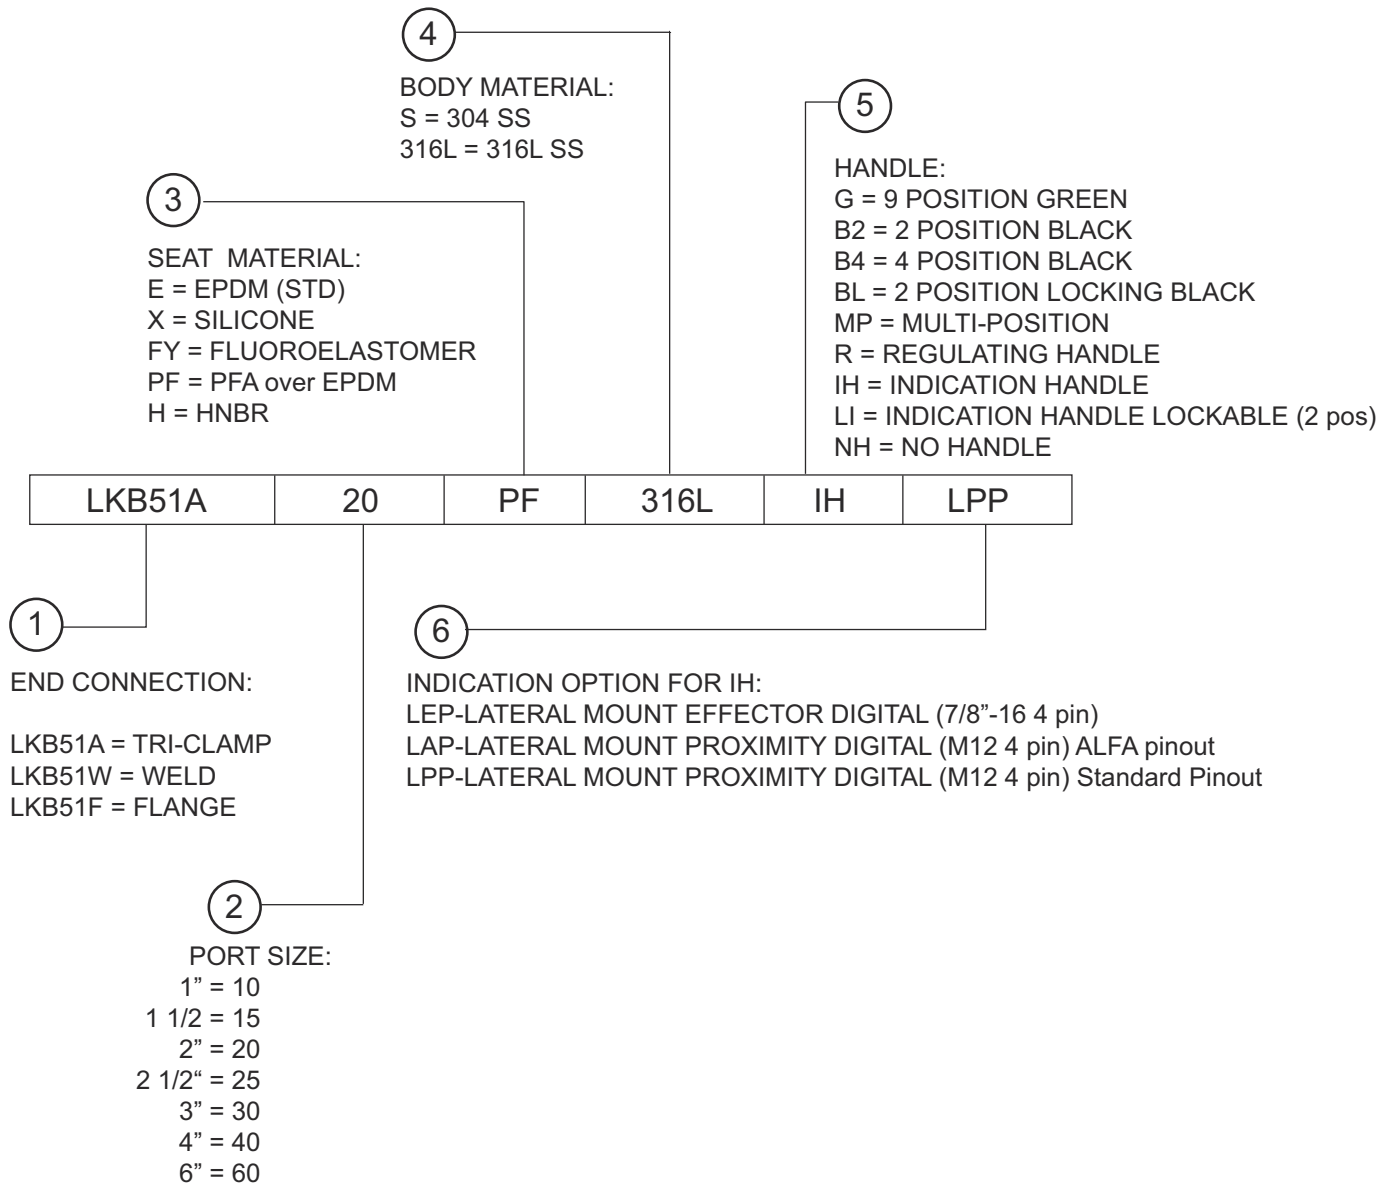 4
BODY MATERIAL:
S = 304 SS
316L = 316L SS
5
HANDLE:
G = 9 POSITION GREEN
B2 = 2 POSITION BLACK
B4 = 4 POSITION BLACK
BL = 2 POSITION LOCKING BLACK
MP = MULTI-POSITION
R = REGULATING HANDLE
IH = INDICATION HANDLE
LI = INDICATION HANDLE LOCKABLE (2 pos)
NH = NO HANDLE
3
SEAT MATERIAL:
E = EPDM (STD)
X = SILICONE
FY = FLUOROELASTOMER
PF = PFA over EPDM
H = HNBR
LKB51A 20 PF 316L IH LPP
1
END CONNECTION:
LKB51A = TRI-CLAMP
LKB51W = WELD
LKB51F = FLANGE
6
INDICATION OPTION FOR IH:
LEP-LATERAL MOUNT EFFECTOR DIGITAL (7/8”-16 4 pin)
LAP-LATERAL MOUNT PROXIMITY DIGITAL (M12 4 pin) ALFA pinout
LPP-LATERAL MOUNT PROXIMITY DIGITAL (M12 4 pin) Standard Pinout
2
PORT SIZE:
1” = 10
1 1/2 = 15
2” = 20
2 1/2“ = 25
3” = 30
4” = 40
6” = 60